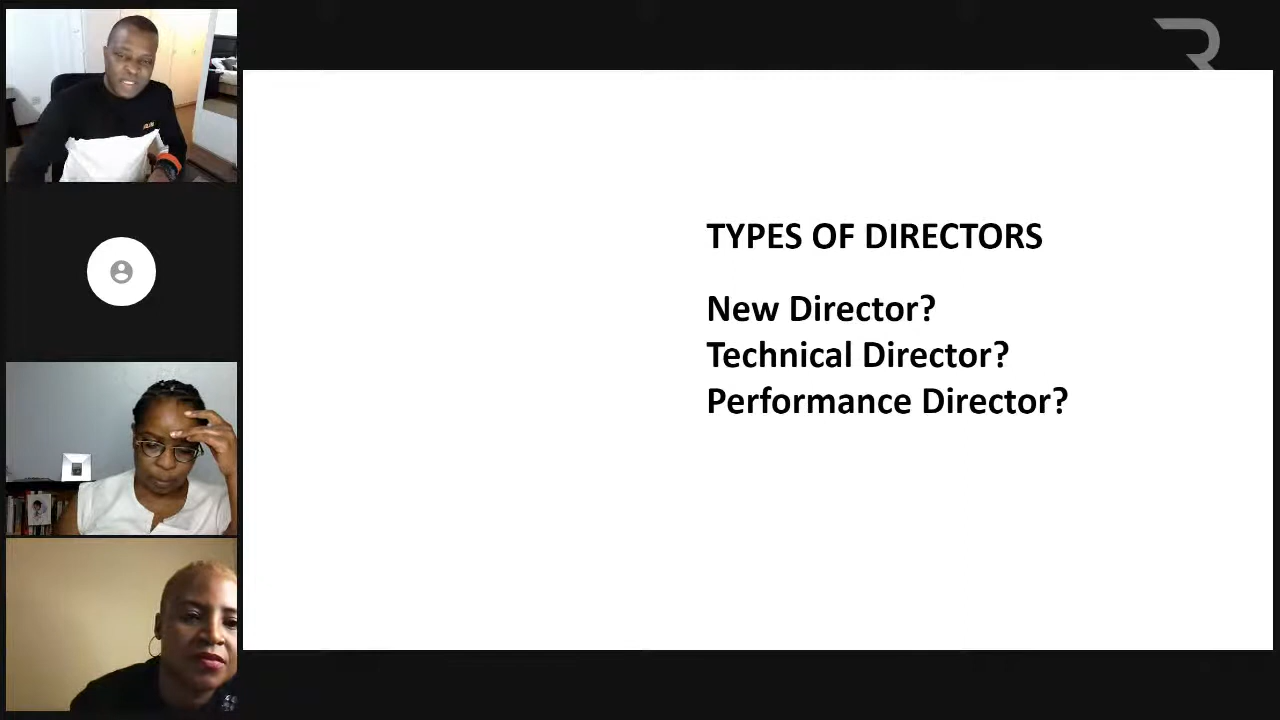 TYPES OF DIRECTORS
New Director?
Technical Director?
Performance Director?